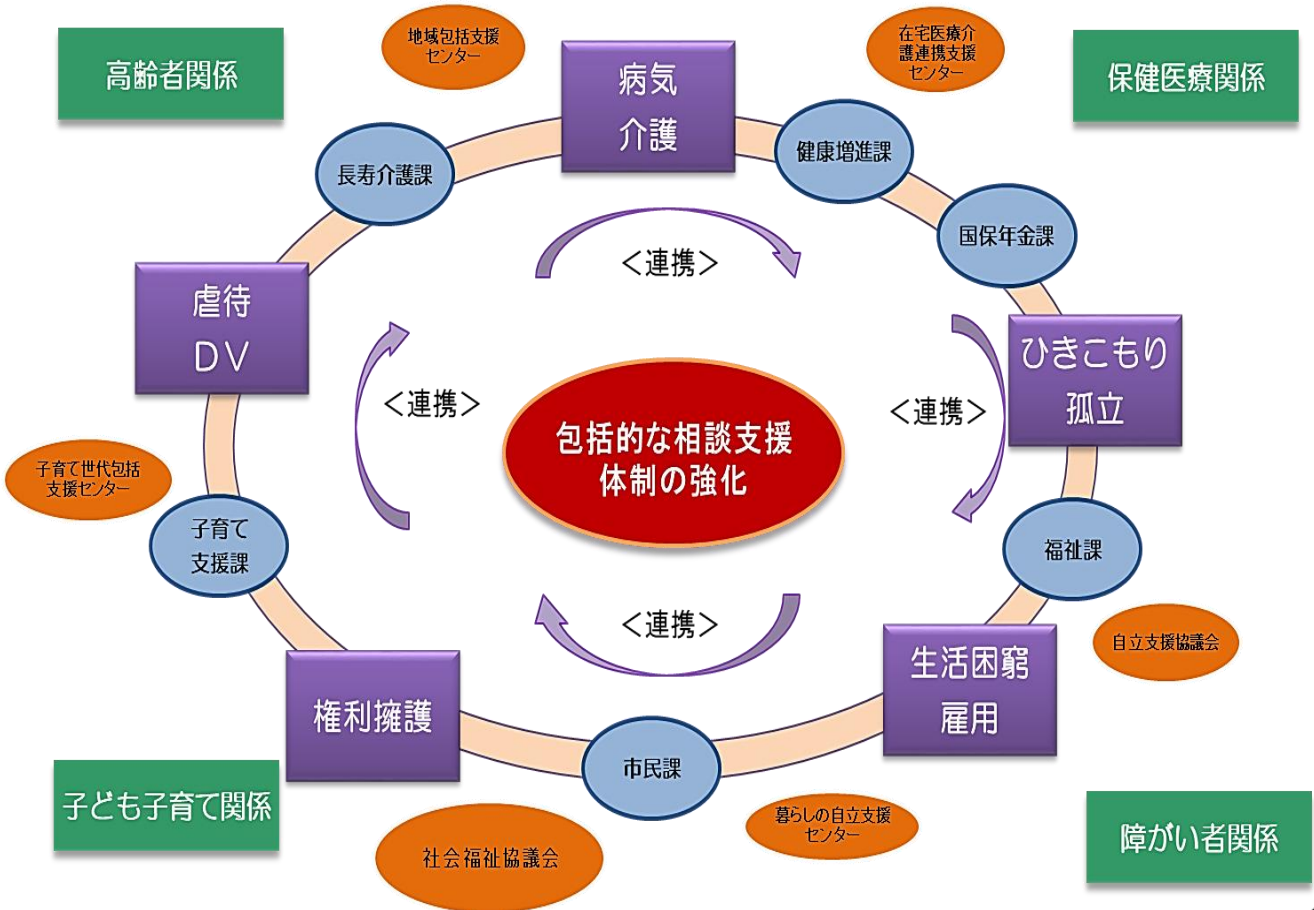 地域包括支援
センター
在宅医療介
護連携支援
センター
高齢者関係
病気
介護
保健医療関係
長寿介護課
健康増進課
国保年金課
＜連携＞
虐待
DV
ひきこもり
孤立
＜連携＞
＜連携＞
包括的な相談支援
体制の強化
子育て世代包括
支援センター
子育て
支援課
福祉課
＜連携＞
自立支援協議会
権利擁護
生活困窮
雇用
市民課
子ども子育て関係
暮らしの自立支援
センター
社会福祉協議会
障がい者関係